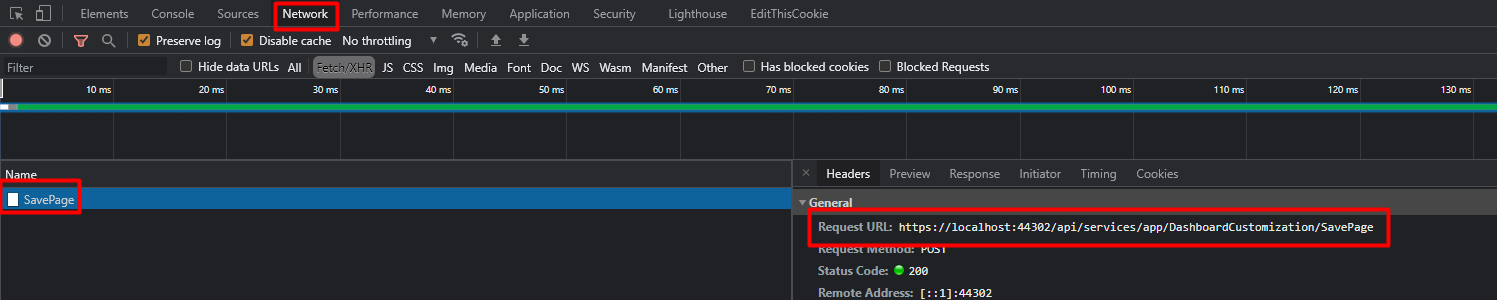 Elements Console Sources Network Performance Memory Application Security Lighthouse EditThisCookie
Preserve log Disable cache No throttling
Filter Hide data URLs All Fetch/XHR JS CSS Img Media Font Doc WS Wasm Manifest Other Has blocked cookies Blocked Requests
10 ms 20 ms 30 ms 40 ms 50 ms 60 ms 70 ms 80 ms 90 ms 100 ms 110 ms 120 ms 130 ms
Name
SavePage
× Headers Preview Response Initiator Timing Cookies
General
Request URL: https://localhost:44302/api/services/app/DashboardCustomization/SavePage
Request Method: POST
Status Code: 200
Remote Address: [::1]:44302